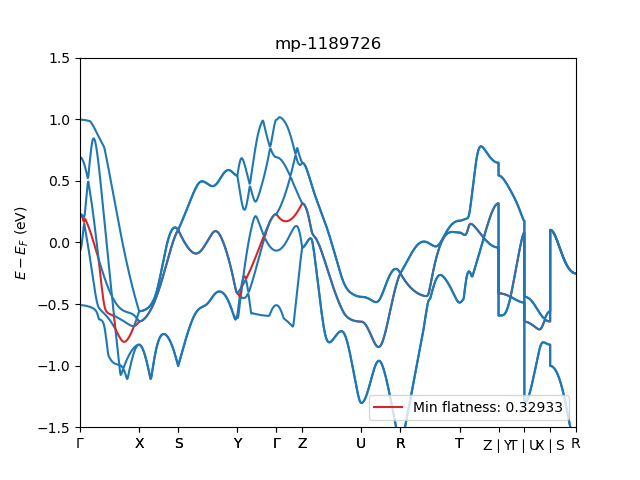 mp-1189726
E − E_F (eV)
1.5
1.0
0.5
0.0
−0.5
−1.0
−1.5
Min flatness: 0.32933
Γ X S Y Γ Z U R T Z | YT | UX | S R